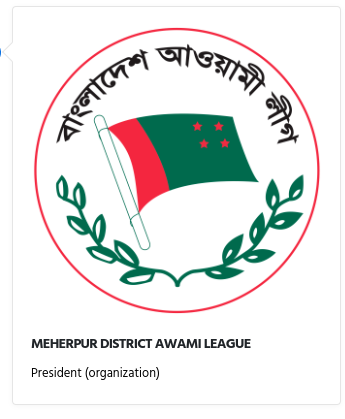 বাংলাদেশ আওয়ামী লীগ
MEHERPUR DISTRICT AWAMI LEAGUE
President (organization)